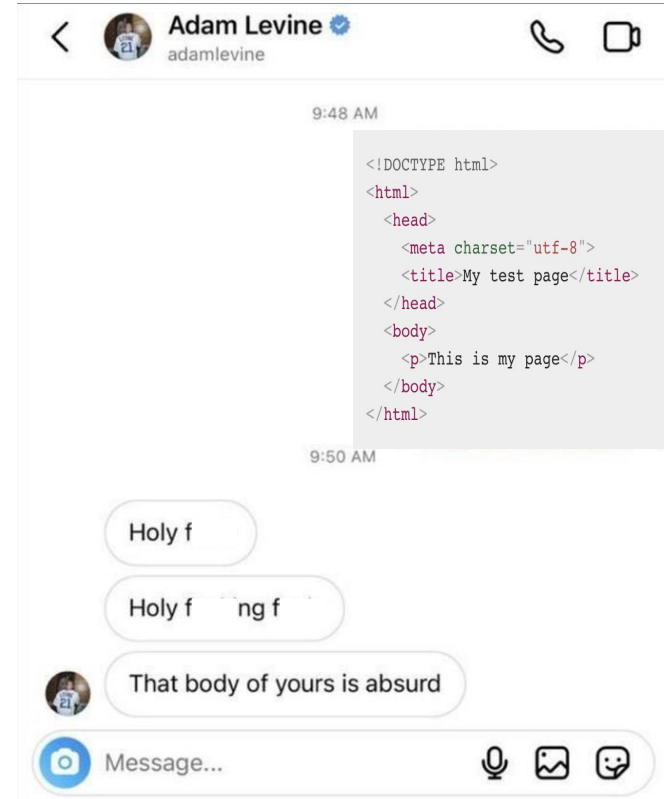 Adam Levine
adamlevine
9:48 AM
<!DOCTYPE html>
<html>
<head>
<meta charset="utf-8">
<title>My test page</title>
</head>
<body>
<p>This is my page</p>
</body>
</html>
9:50 AM
Holy f
Holy f ng f
That body of yours is absurd
Message...